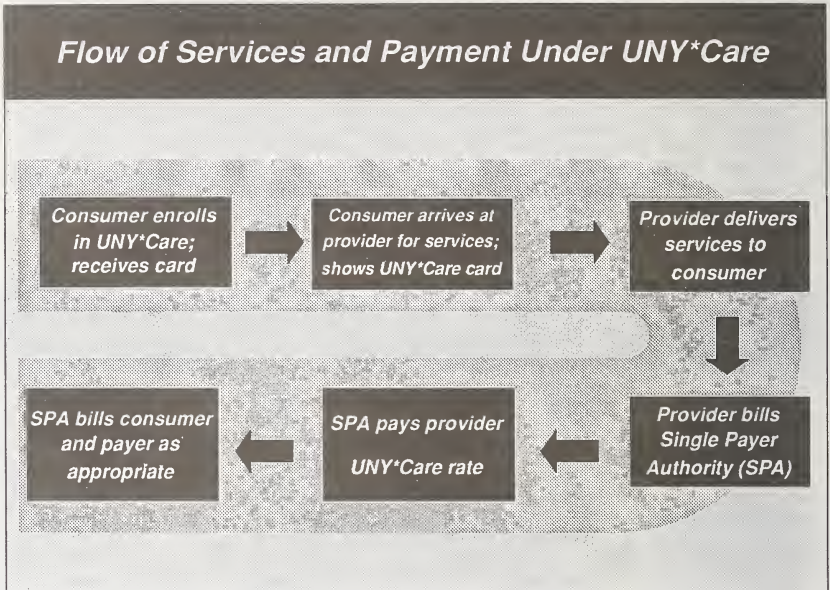 Flow of Services and Payment Under UNY*Care
Consumer enrolls
in UNY*Care;
receives card
Consumer arrives at
provider for services;
shows UNY*Care card
Provider delivers
services to
consumer
Provider bills
Single Payer
Authority (SPA)
SPA pays provider
UNY*Care rate
SPA bills consumer
and payer as
appropriate